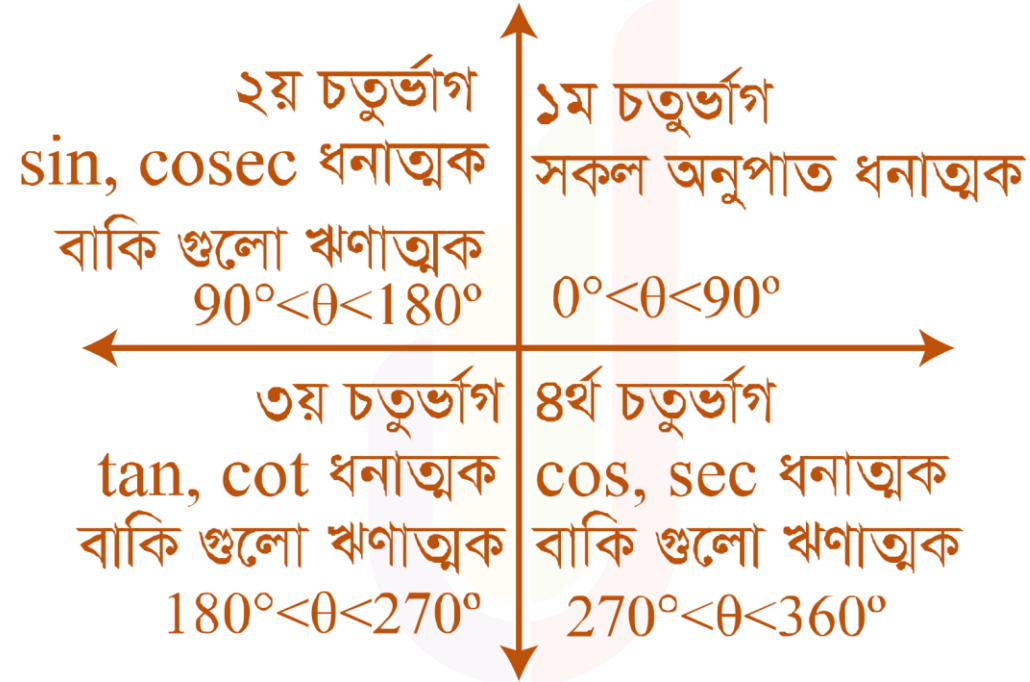 ২য় চতুর্ভাগ
sin, cosec ধনাত্মক
বাকি গুলো ঋণাত্মক
90°<θ<180°
১ম চতুর্ভাগ
সকল অনুপাত ধনাত্মক
0°<θ<90°
৩য় চতুর্ভাগ
tan, cot ধনাত্মক
বাকি গুলো ঋণাত্মক
180°<θ<270°
৪র্থ চতুর্ভাগ
cos, sec ধনাত্মক
বাকি গুলো ঋণাত্মক
270°<θ<360°